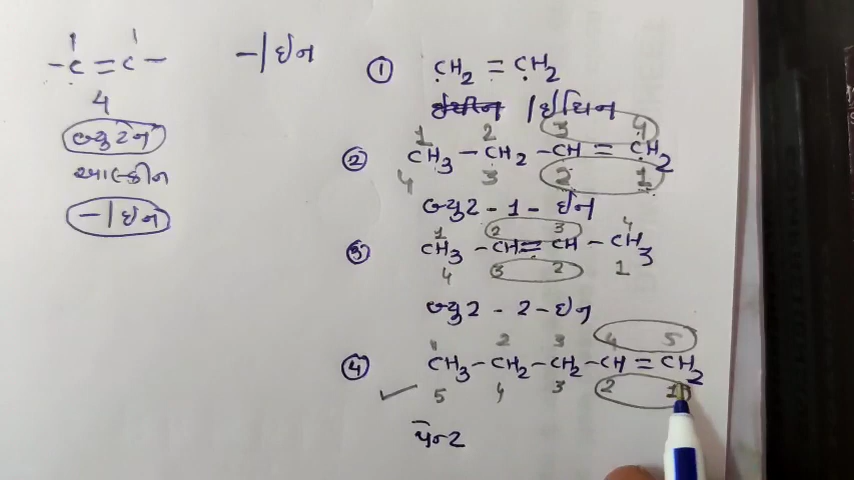 -C=C-
4
બ્યુટેન
આલ્કીન
-|ઈન
-|ઈન
① CH2 = CH2
|ઈથિન
1 2 3 4
② CH3 - CH2 - CH = CH2
4 3 2 1
બ્યુટ - 1 - ઈન
1 2 3 4
③ CH3 - CH = CH - CH3
4 3 2 1
બ્યુટ - 2 - ઈન
1 2 3 4 5
④ CH3 - CH2 - CH2 - CH = CH2
5 4 3 2 1
પેન્ટ